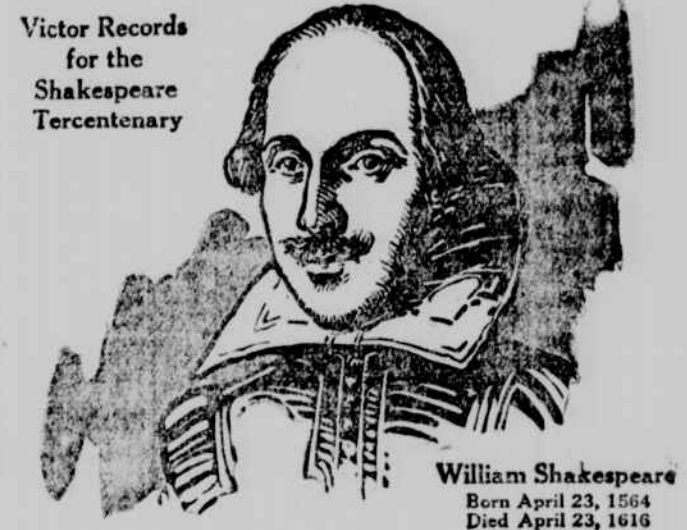 Victor Records
for the
Shakespeare
Tercentenary
William Shakespeare
Born April 23, 1564
Died April 23, 1616